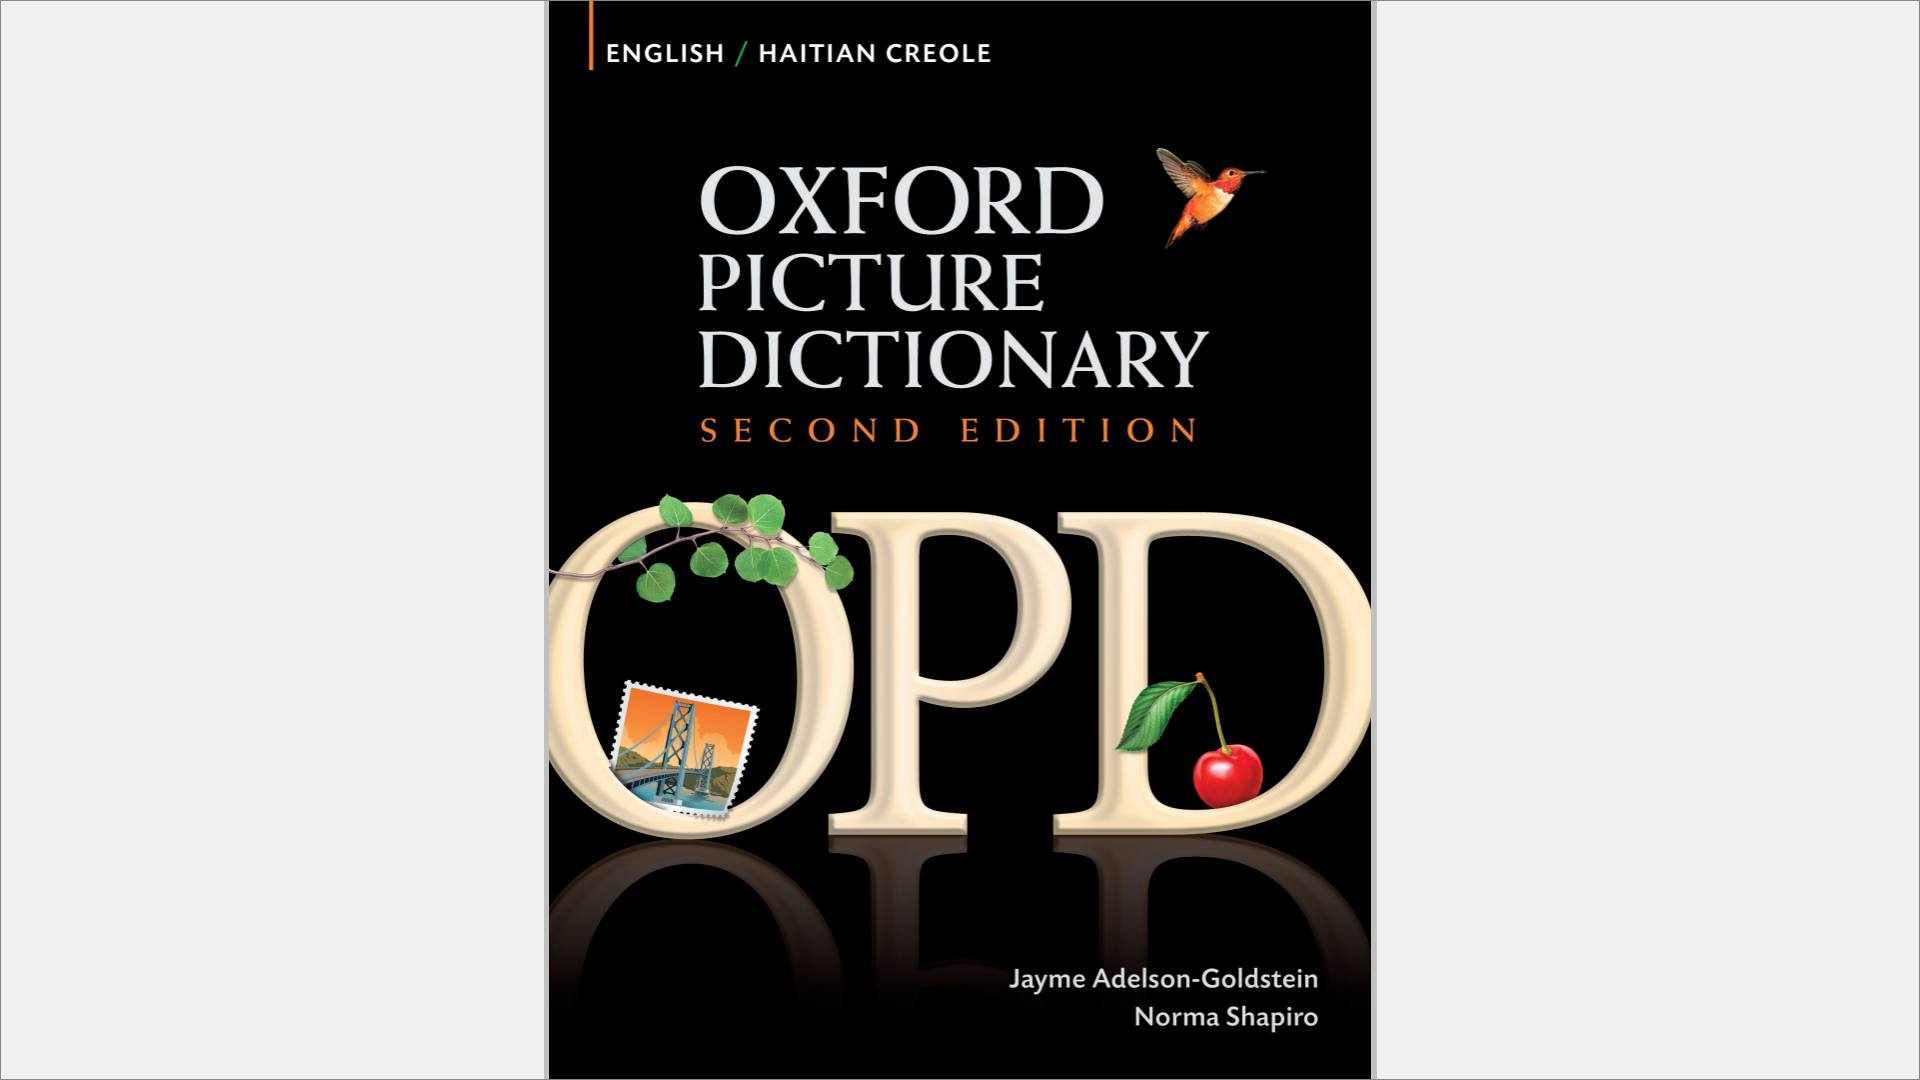 ENGLISH / HAITIAN CREOLE
OXFORD
PICTURE
DICTIONARY
SECOND EDITION
OPD
Jayme Adelson-Goldstein
Norma Shapiro